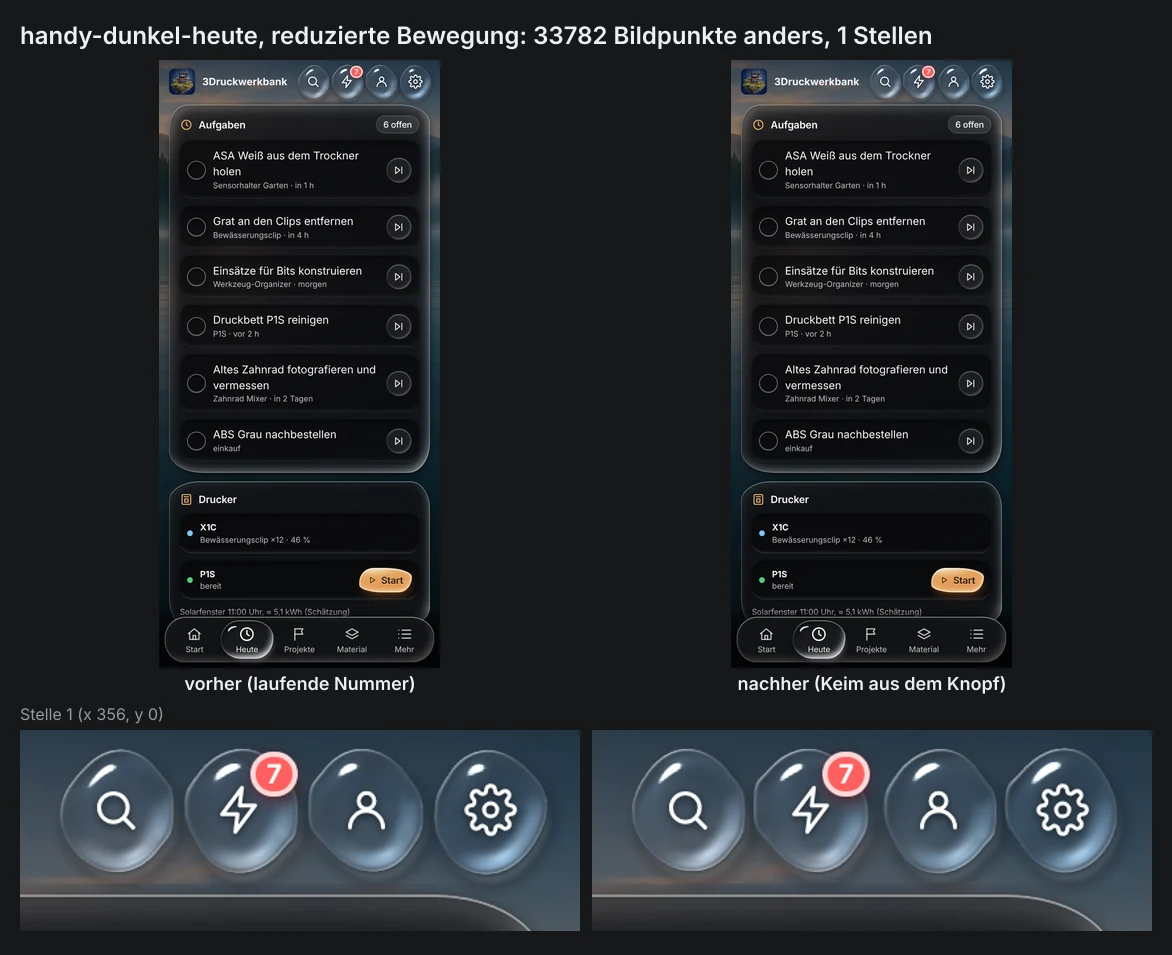 handy-dunkel-heute, reduzierte Bewegung: 33782 Bildpunkte anders, 1 Stellen
3Druckwerkbank
7
Aufgaben
6 offen
ASA Weiß aus dem Trockner
holen
Sensorhalter Garten · in 1 h
Grat an den Clips entfernen
Bewässerungsclip · in 4 h
Einsätze für Bits konstruieren
Werkzeug-Organizer · morgen
Druckbett P1S reinigen
P1S · vor 2 h
Altes Zahnrad fotografieren und
vermessen
Zahnrad Mixer · in 2 Tagen
ABS Grau nachbestellen
einkauf
Drucker
X1C
Bewässerungsclip ×12 · 46 %
P1S
bereit
Start
Solarfenster 11:00 Uhr, ≈ 5,1 kWh (Schätzung)
Start
Heute
Projekte
Material
Mehr
vorher (laufende Nummer)
3Druckwerkbank
7
Aufgaben
6 offen
ASA Weiß aus dem Trockner
holen
Sensorhalter Garten · in 1 h
Grat an den Clips entfernen
Bewässerungsclip · in 4 h
Einsätze für Bits konstruieren
Werkzeug-Organizer · morgen
Druckbett P1S reinigen
P1S · vor 2 h
Altes Zahnrad fotografieren und
vermessen
Zahnrad Mixer · in 2 Tagen
ABS Grau nachbestellen
einkauf
Drucker
X1C
Bewässerungsclip ×12 · 46 %
P1S
bereit
Start
Solarfenster 11:00 Uhr, ≈ 5,1 kWh (Schätzung)
Start
Heute
Projekte
Material
Mehr
nachher (Keim aus dem Knopf)
Stelle 1 (x 356, y 0)
7
7